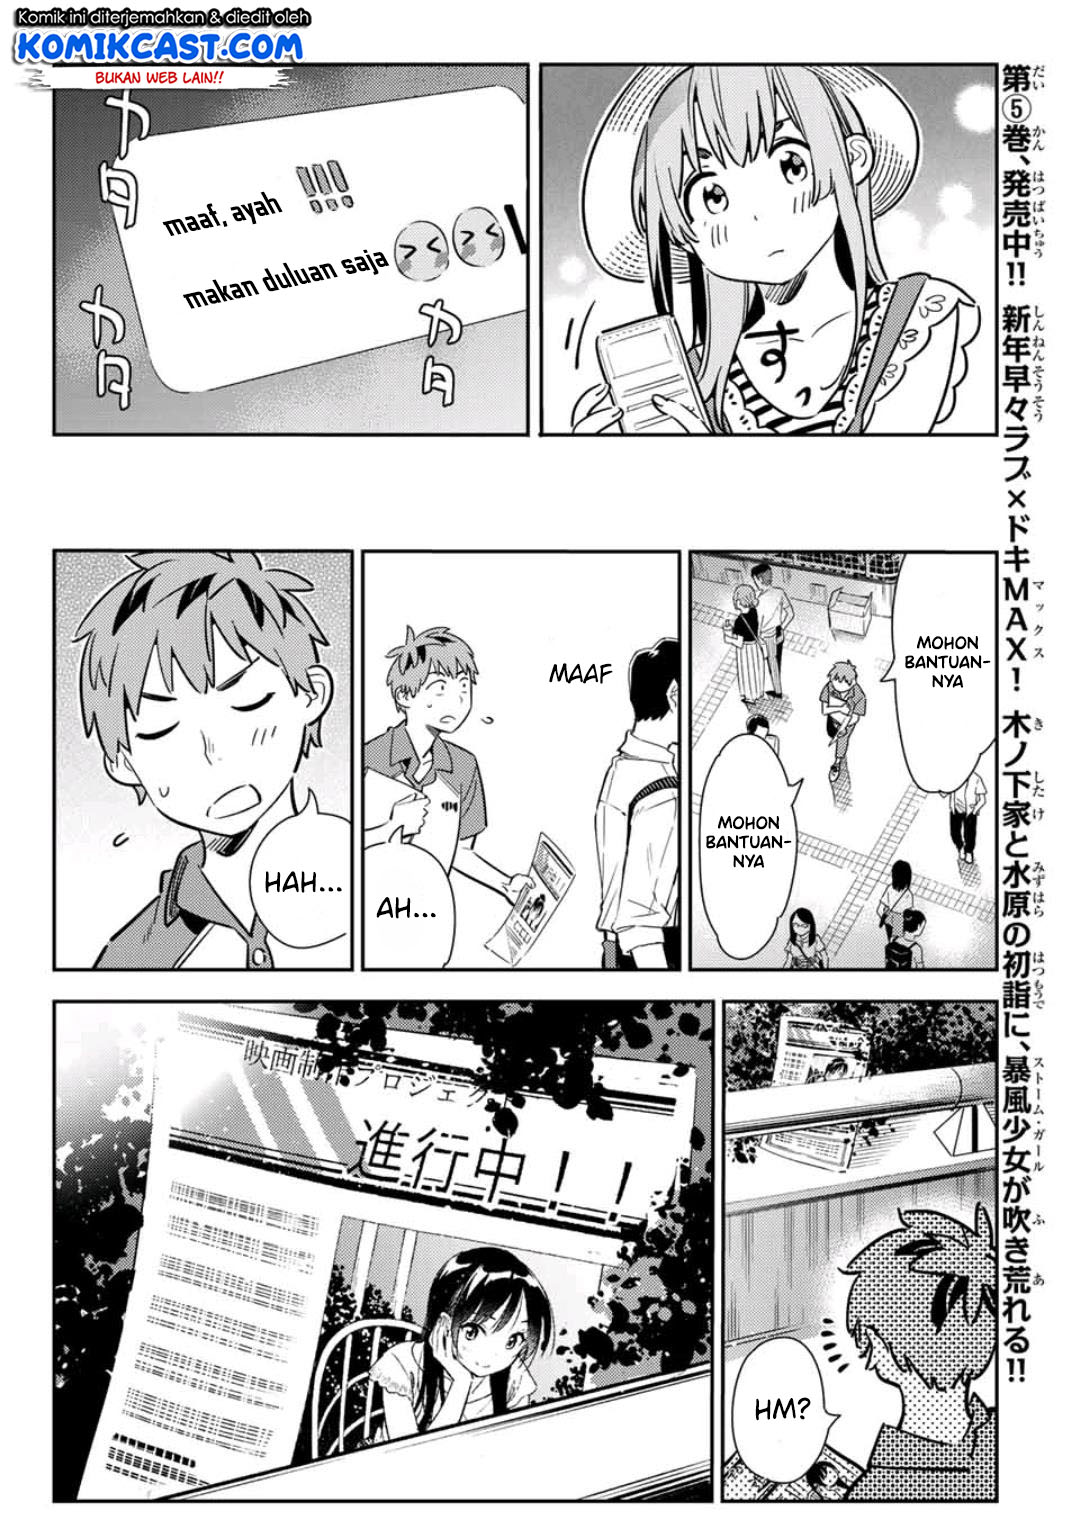 Komik ini diterjemahkan & diedit oleh
KOMIKCAST.COM
BUKAN WEB LAIN!!
第⑤巻、発売中!! 新年早々ラブ×ドキMAX! 木ノ下家と水原の初詣に、暴風少女が吹き荒れる!!
すっ
maaf, ayah !!!
makan duluan saja
カタ
カタ
カタ
MOHON
BANTUAN-
NYA
MOHON
BANTUAN-
NYA
MAAF
AH...
HAH...
HM?
映画制作プロジェクト
進行中!!